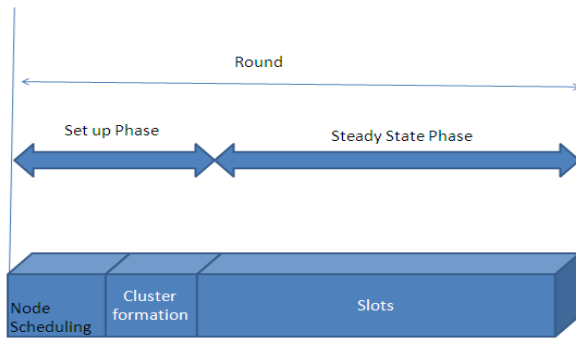 Round
Set up Phase
Steady State Phase
Node
Scheduling
Cluster
formation
Slots